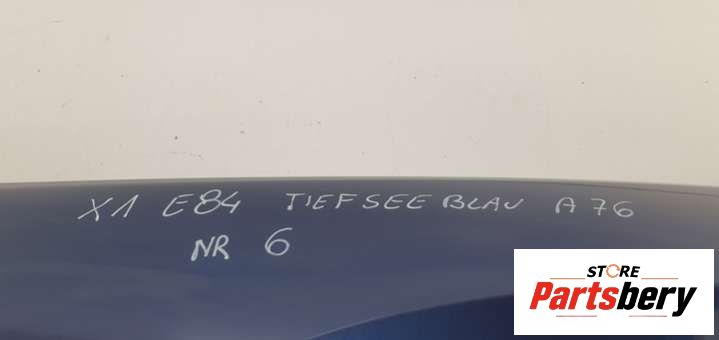 X1 E84 TIEFSEEBLAU A76
NR 6
STORE
Partsbery